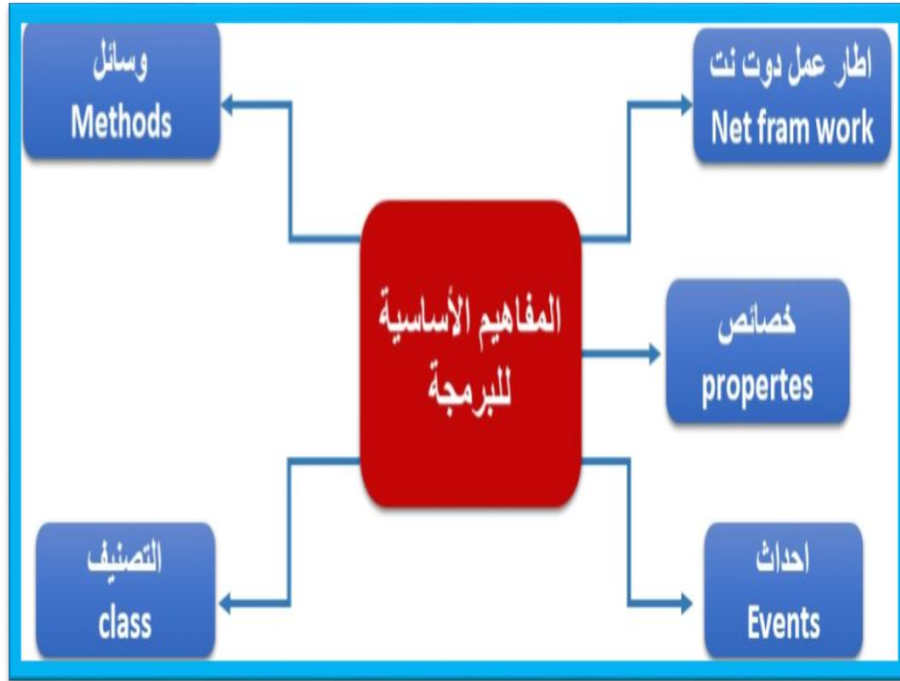 اطار عمل دوت نت
Net fram work
وسائل
Methods
المفاهيم الأساسية
للبرمجة
خصائص
propertes
احداث
Events
التصنيف
class